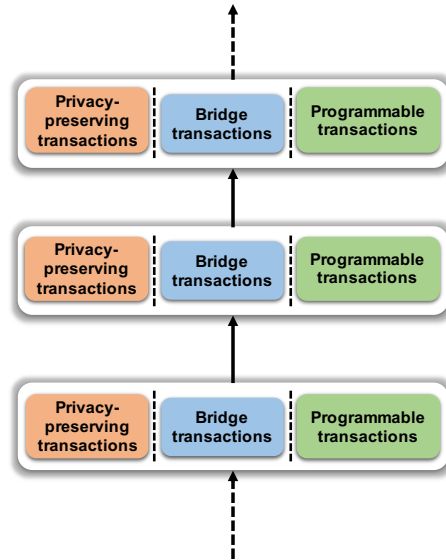 Privacy-
preserving
transactions
Bridge
transactions
Programmable
transactions
Privacy-
preserving
transactions
Bridge
transactions
Programmable
transactions
Privacy-
preserving
transactions
Bridge
transactions
Programmable
transactions